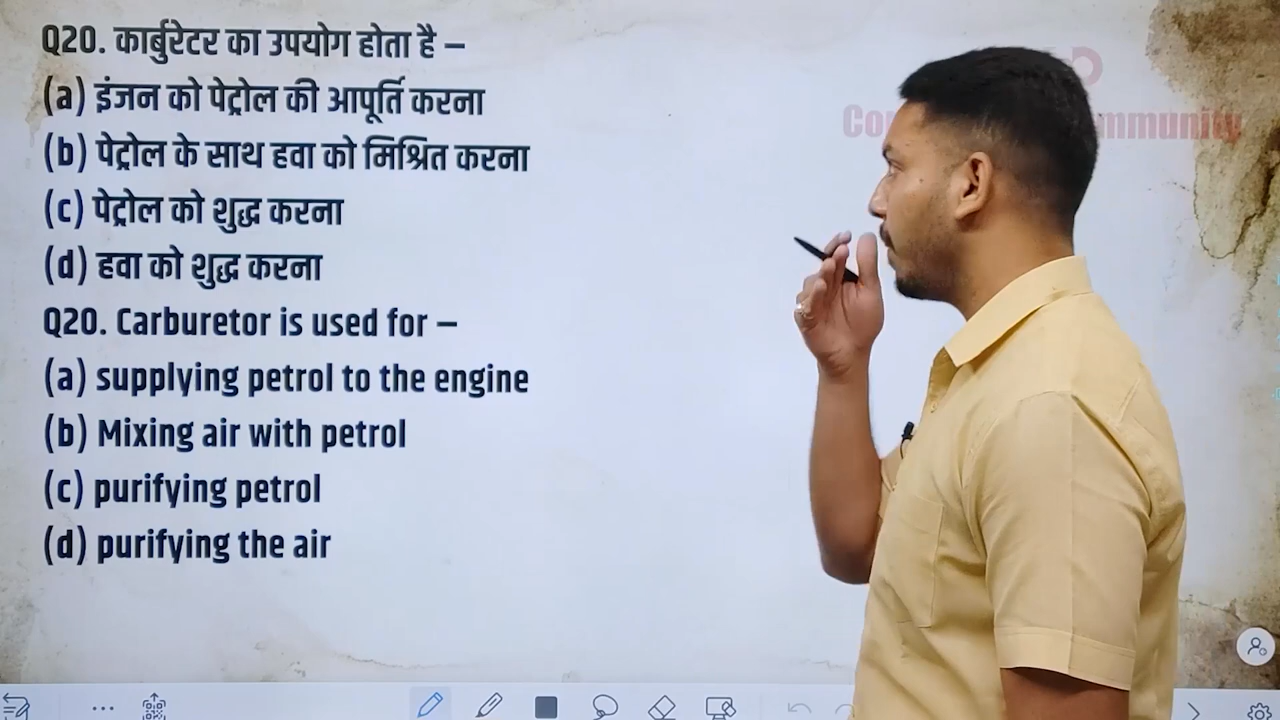 Q20. कार्बुरेटर का उपयोग होता है –
(a) इंजन को पेट्रोल की आपूर्ति करना
(b) पेट्रोल के साथ हवा को मिश्रित करना
(c) पेट्रोल को शुद्ध करना
(d) हवा को शुद्ध करना
Q20. Carburetor is used for –
(a) supplying petrol to the engine
(b) Mixing air with petrol
(c) purifying petrol
(d) purifying the air